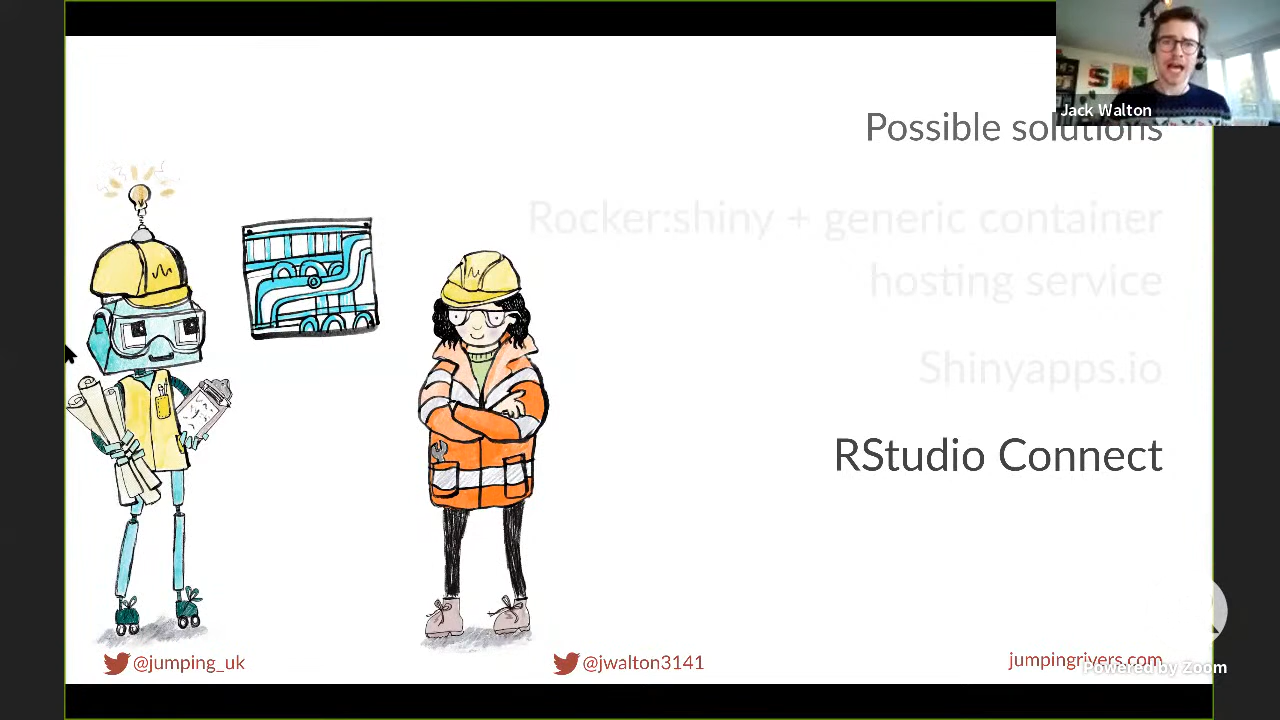 Jack Walton
Possible solutions
Rocker:shiny + generic container
hosting service
Shinyapps.io
RStudio Connect
@jumping_uk
@jwalton3141
jumpingrivers.com
Powered by Zoom